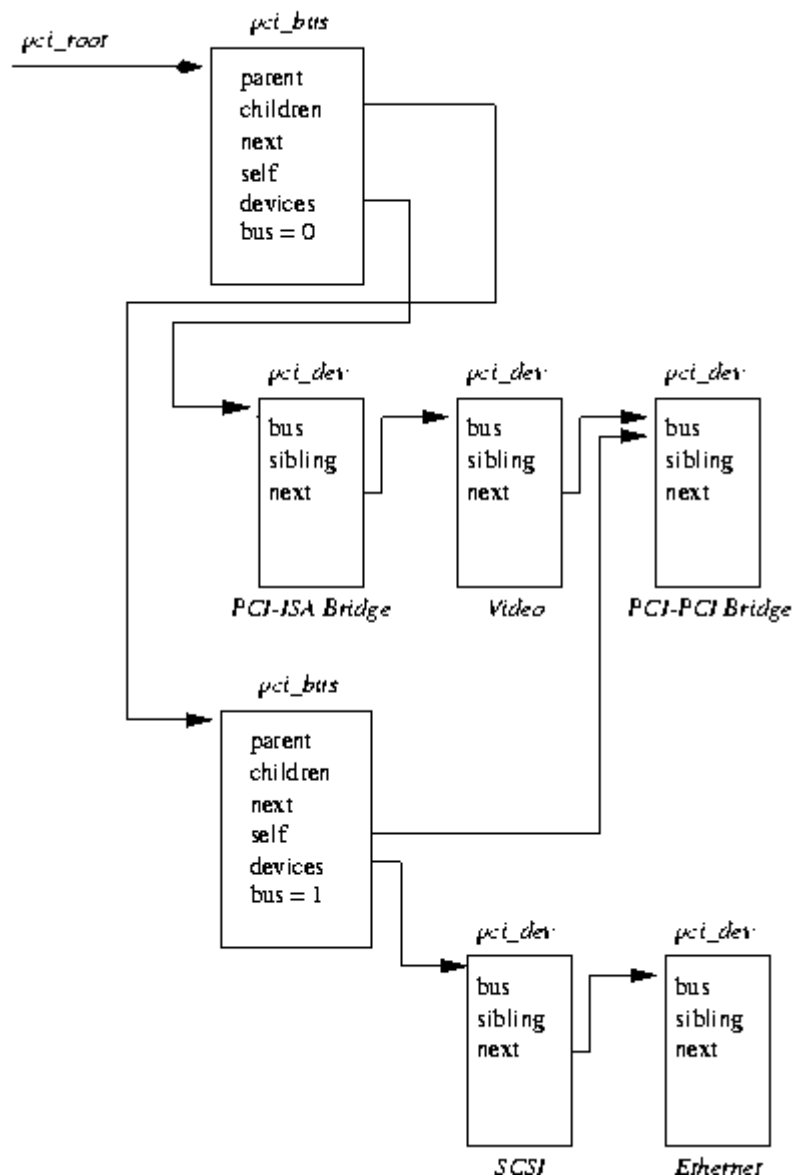 pci_bus
pci_root
parent
children
next
self
devices
bus = 0
pci_dev pci_dev pci_dev
bus bus bus
sibling sibling sibling
next next next
PCI-ISA Bridge Video PCI-PCI Bridge
pci_bus
parent
children
next
self
devices
bus = 1
pci_dev pci_dev
bus bus
sibling sibling
next next
SCSI Ethernet